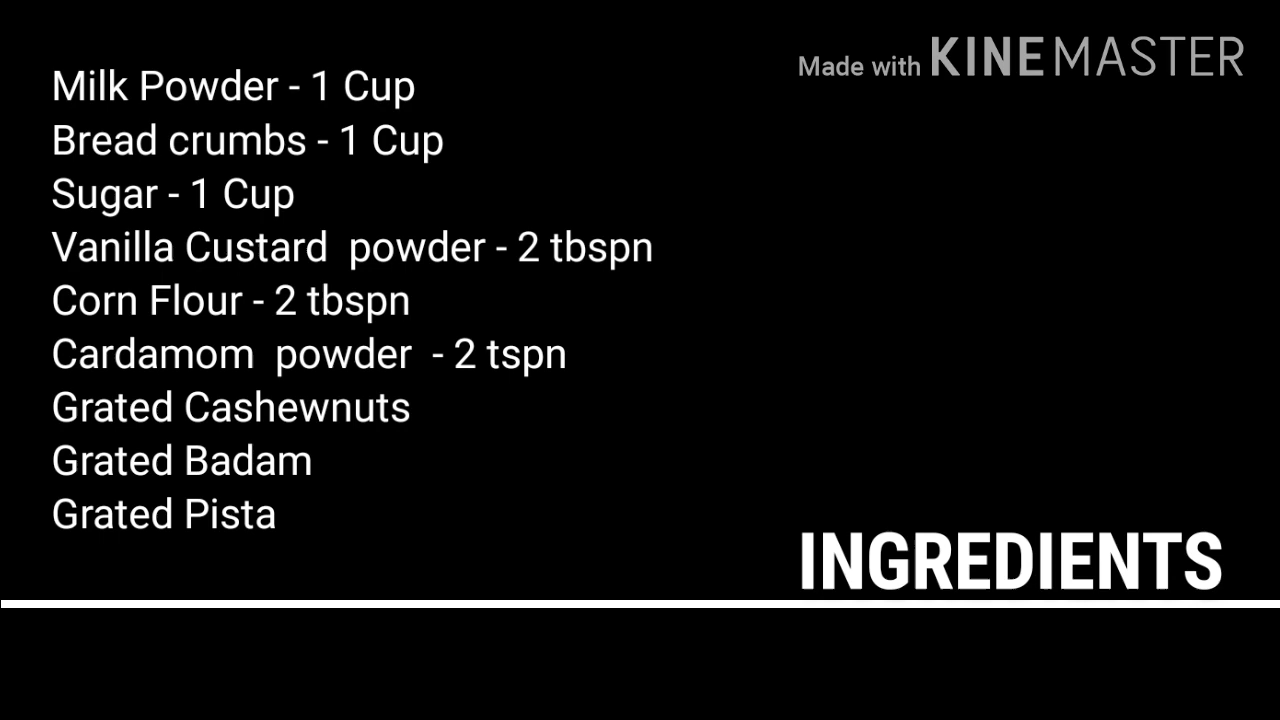 Made with KINEMASTER
Milk Powder - 1 Cup
Bread crumbs - 1 Cup
Sugar - 1 Cup
Vanilla Custard  powder - 2 tbspn
Corn Flour - 2 tbspn
Cardamom  powder  - 2 tspn
Grated Cashewnuts
Grated Badam
Grated Pista
INGREDIENTS